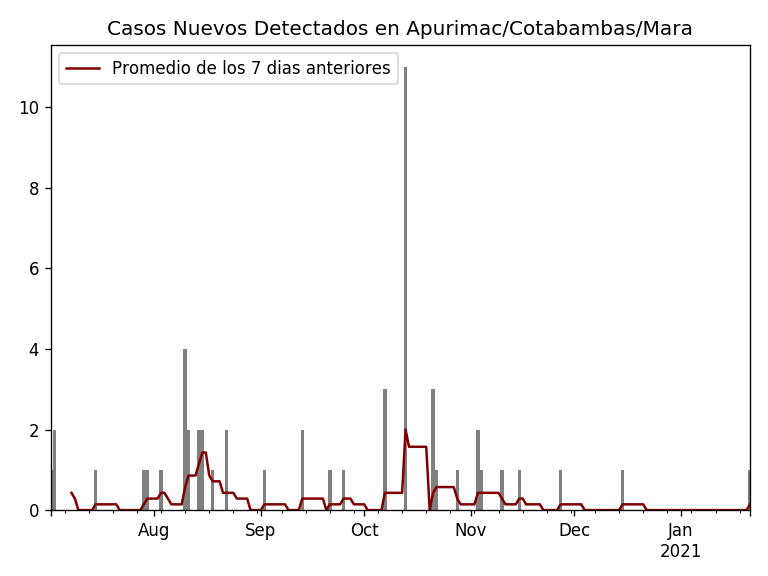 Casos Nuevos Detectados en Apurimac/Cotabambas/Mara
Promedio de los 7 dias anteriores
10
8
6
4
2
0
Aug Sep Oct Nov Dec Jan
2021